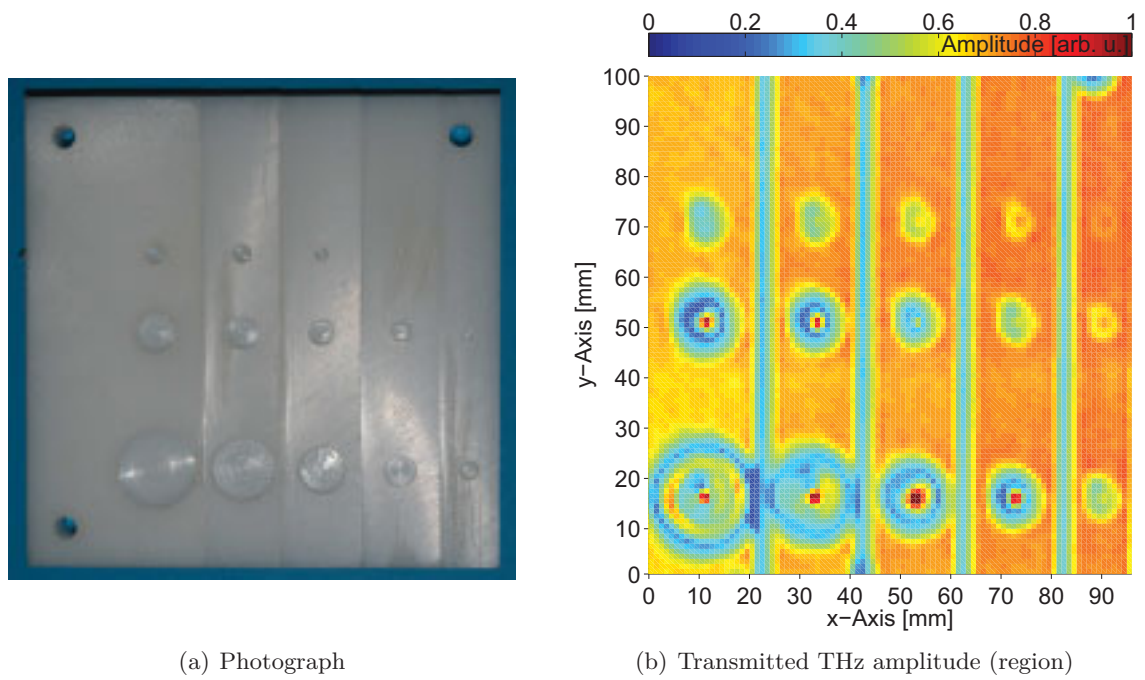 0 0.2 0.4 0.6 0.8 1
Amplitude [arb. u.]
100
90
80
70
60
50
40
30
20
10
0
y−Axis [mm]
0 10 20 30 40 50 60 70 80 90
x−Axis [mm]
(a) Photograph
(b) Transmitted THz amplitude (region)